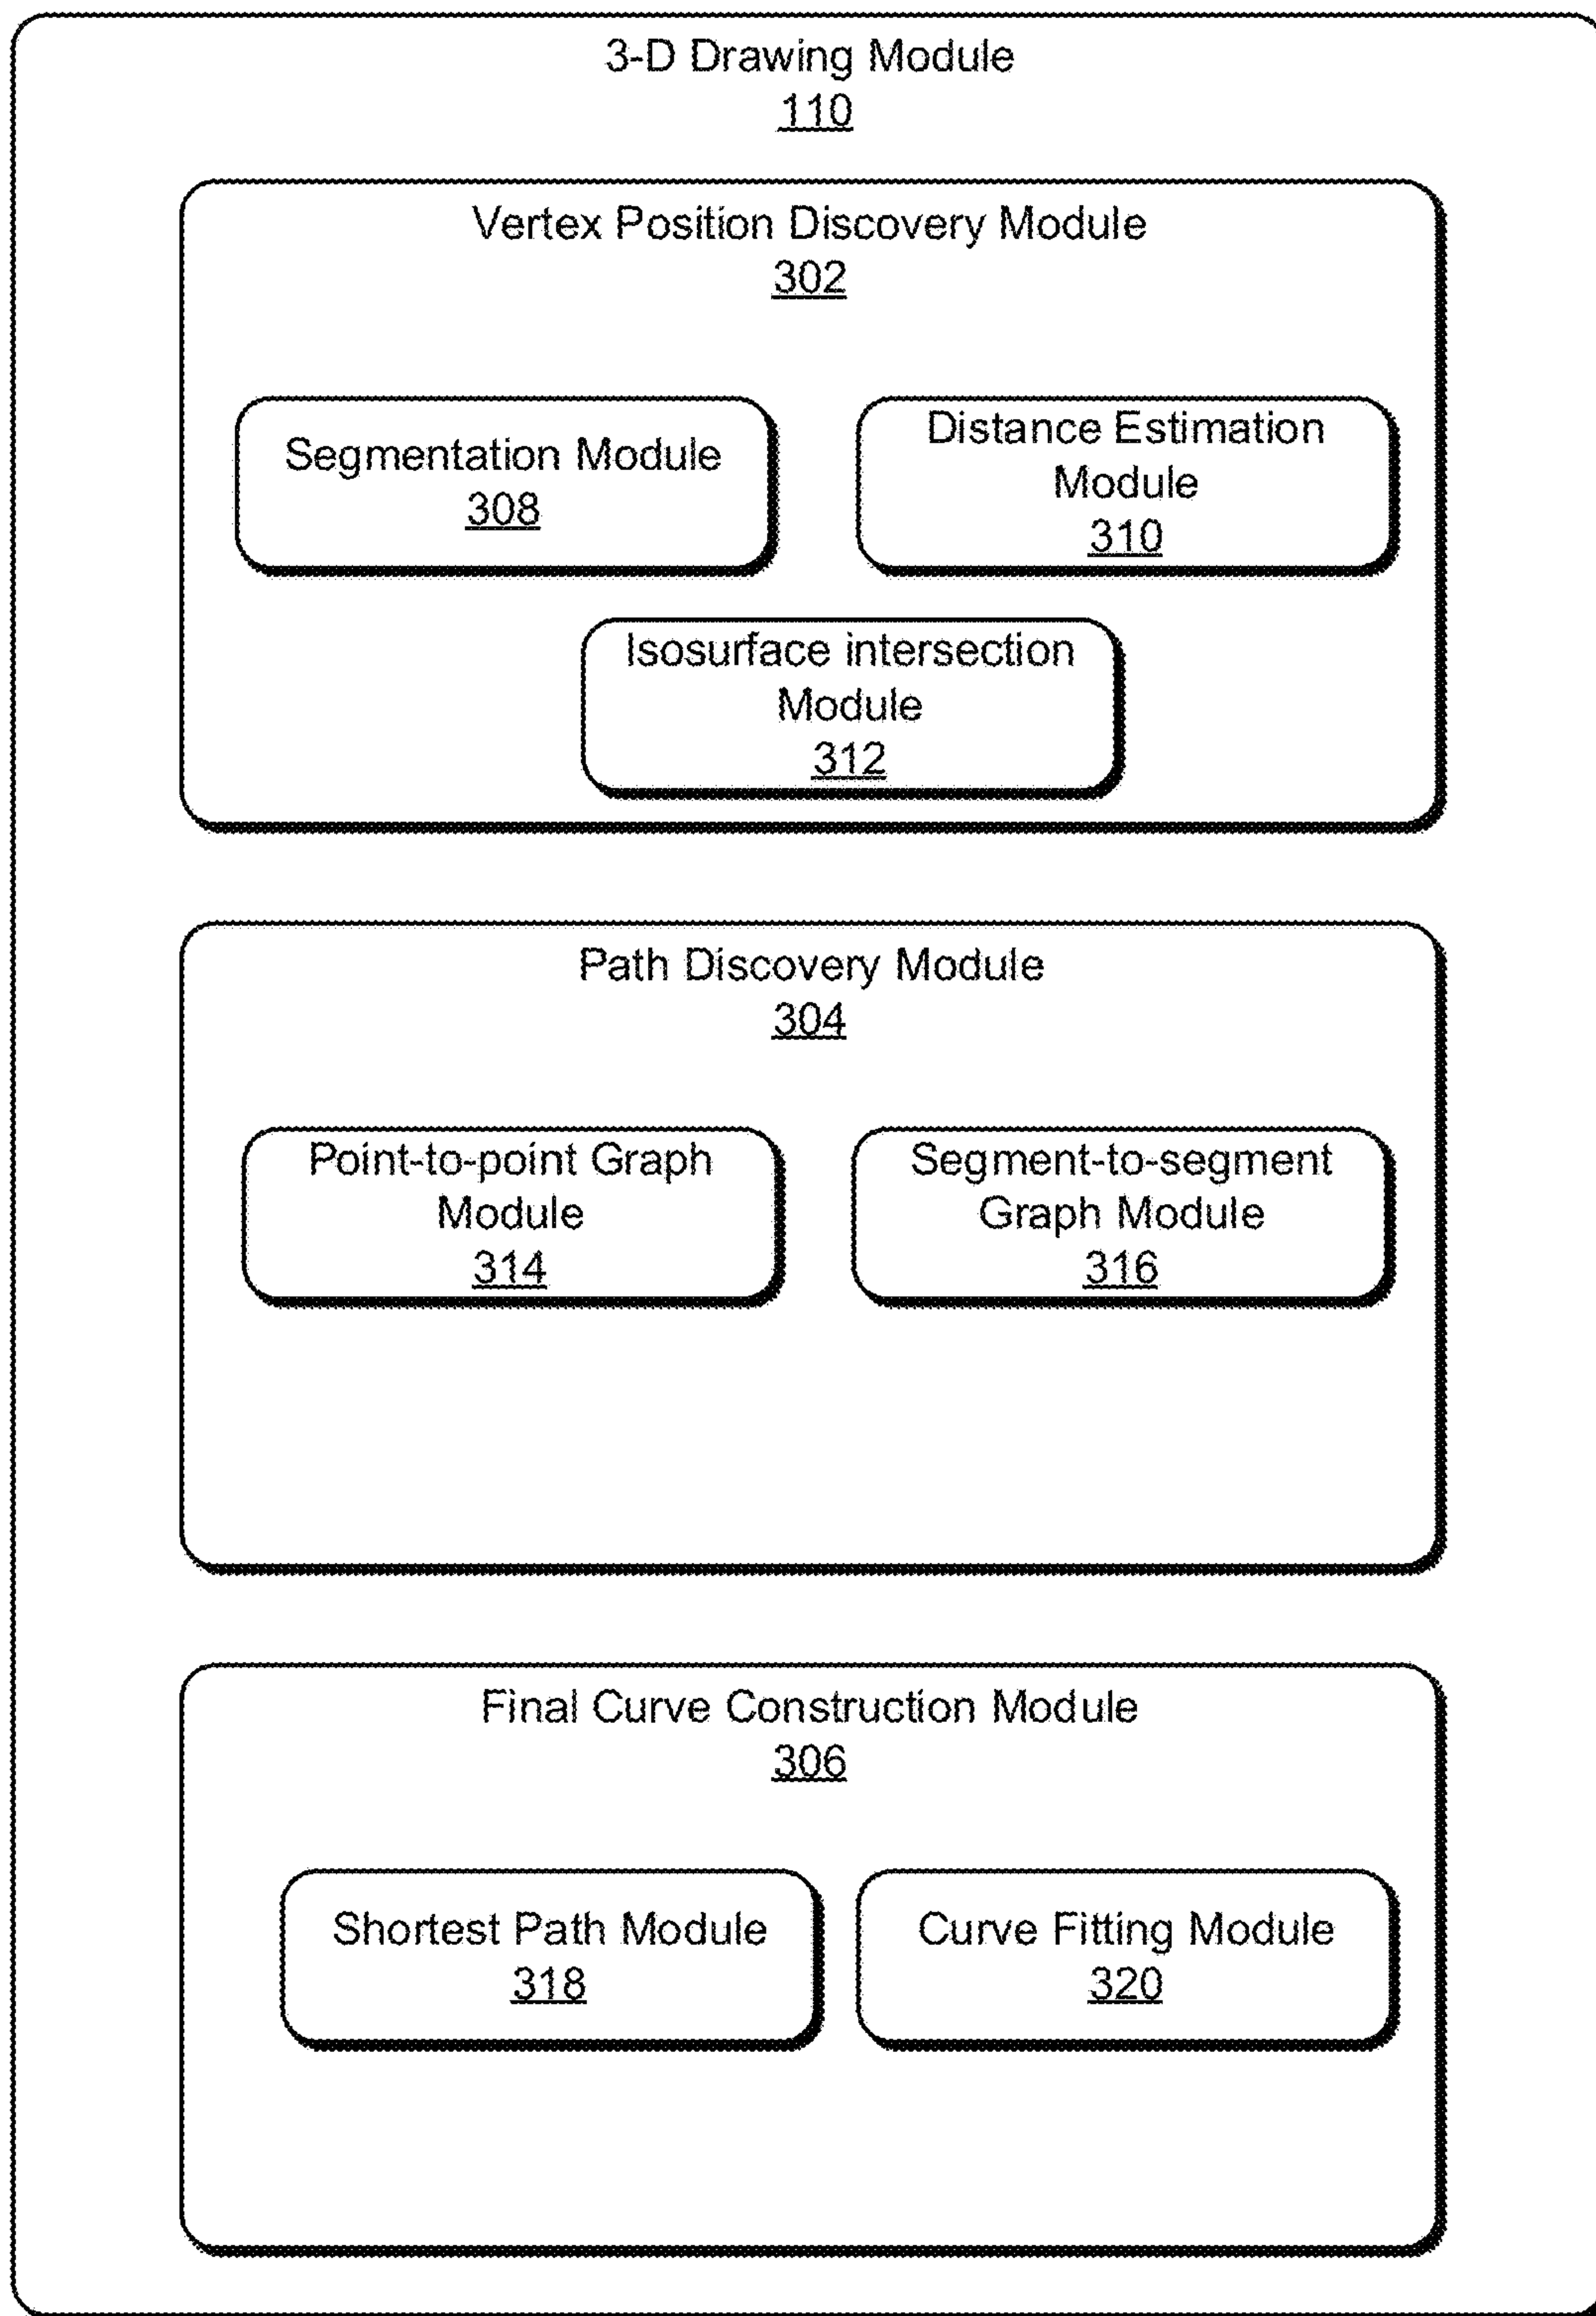 3-D Drawing Module
110
Vertex Position Discovery Module
302
Segmentation Module
308
Distance Estimation
Module
310
Isosurface intersection
Module
312
Path Discovery Module
304
Point-to-point Graph
Module
314
Segment-to-segment
Graph Module
316
Final Curve Construction Module
306
Shortest Path Module
318
Curve Fitting Module
320